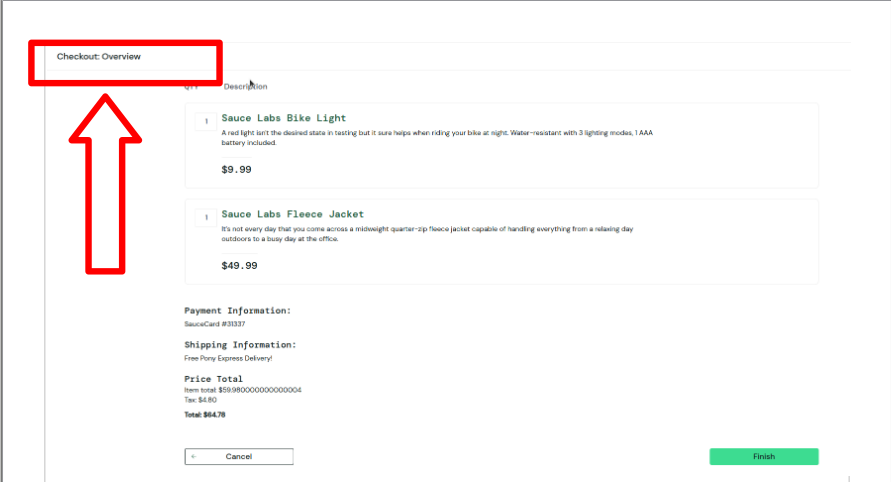 Checkout: Overview
QTY Description
1
Sauce Labs Bike Light
A red light isn't the desired state in testing but it sure helps when riding your bike at night. Water-resistant with 3 lighting modes, 1 AAA
battery included.
$9.99
1
Sauce Labs Fleece Jacket
It's not every day that you come across a midweight quarter-zip fleece jacket capable of handling everything from a relaxing day
outdoors to a busy day at the office.
$49.99
Payment Information:
SauceCard #31337
Shipping Information:
Free Pony Express Delivery!
Price Total
Item total: $59.980000000000004
Tax: $4.80
Total: $64.78
Cancel
Finish